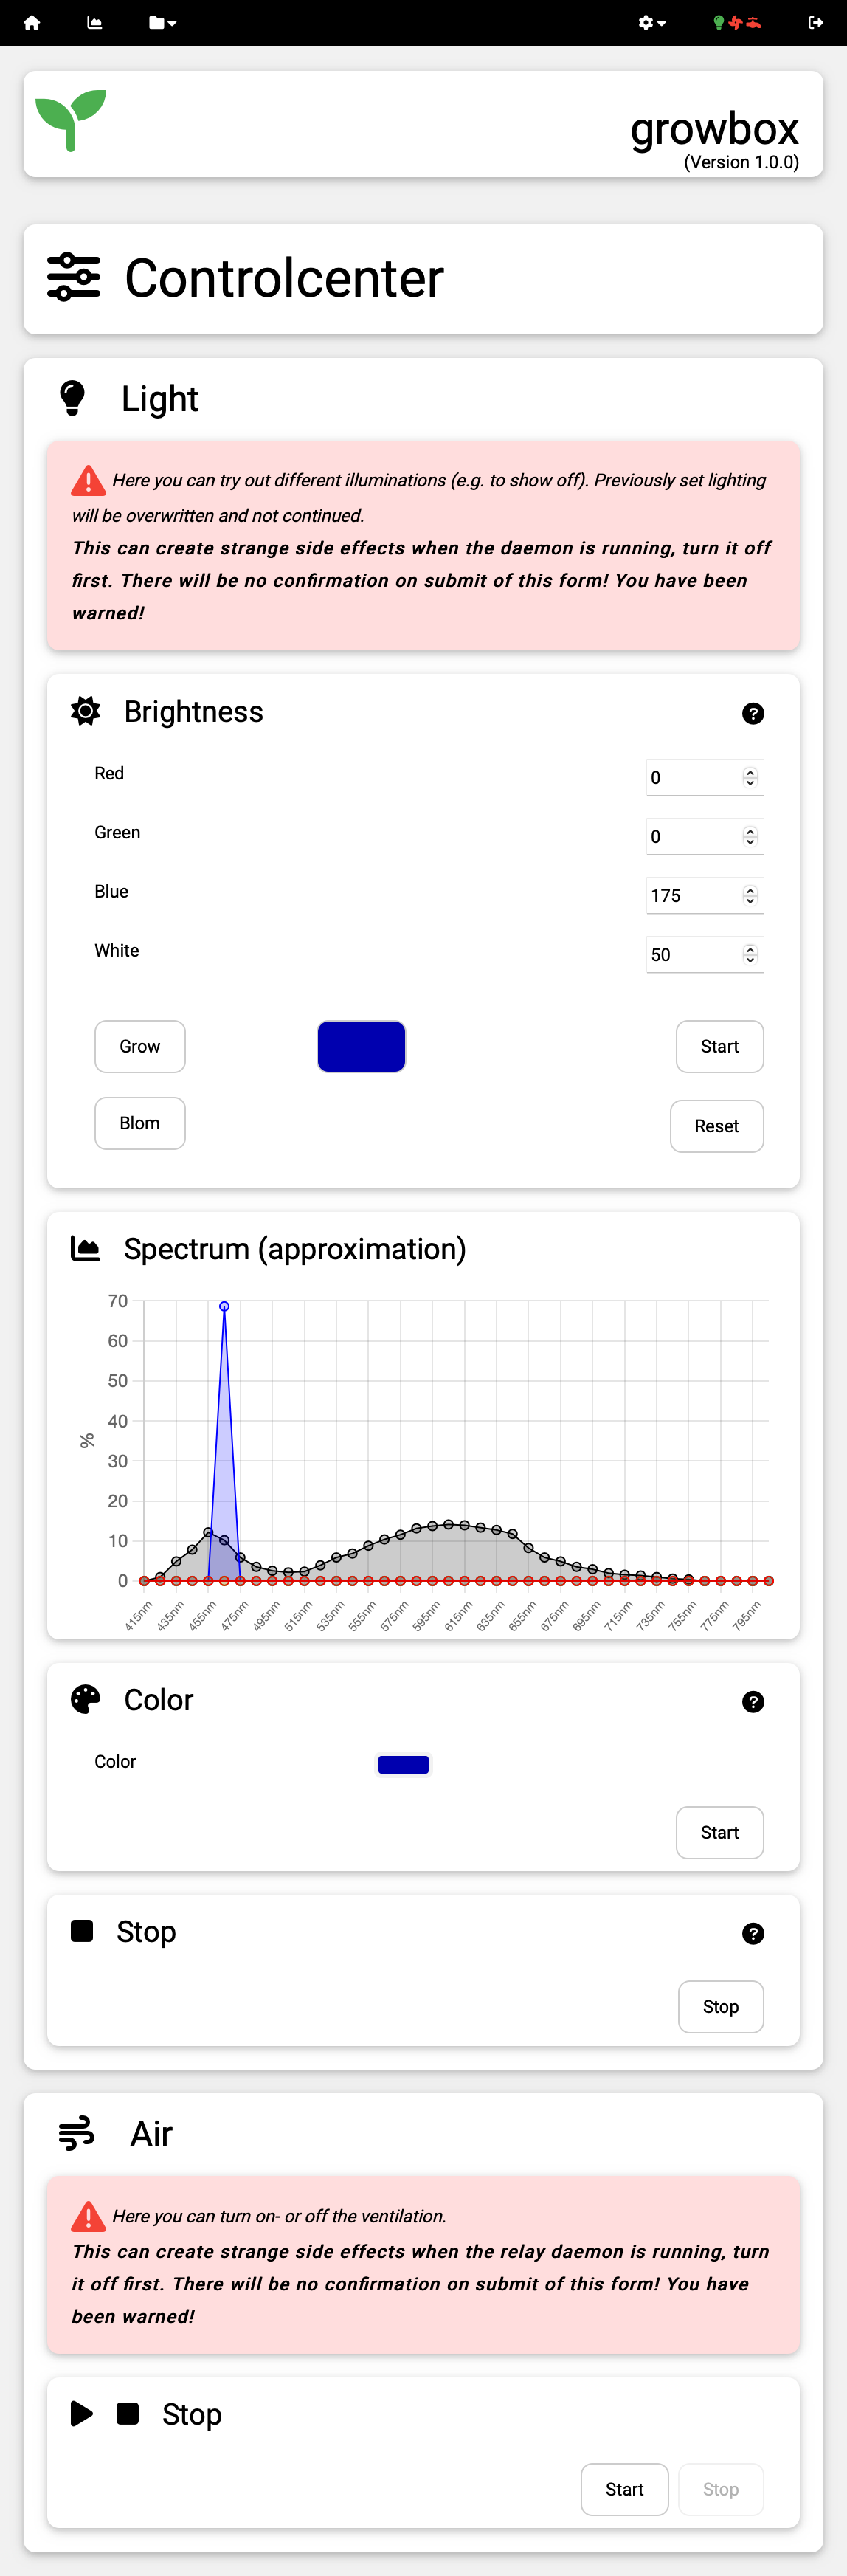 growbox
(Version 1.0.0)
Controlcenter
Light
Here you can try out different illuminations (e.g. to show off). Previously set lighting
will be overwritten and not continued.
This can create strange side effects when the daemon is running, turn it off
first. There will be no confirmation on submit of this form! You have been
warned!
Brightness
Red 0
Green 0
Blue 175
White 50
Grow Start
Blom Reset
Spectrum (approximation)
70
60
50
40
30
20
10
0
%
415nm 435nm 455nm 475nm 495nm 515nm 535nm 555nm 575nm 595nm 615nm 635nm 655nm 675nm 695nm 715nm 735nm 755nm 775nm 795nm
Color
Color
Start
Stop
Stop
Air
Here you can turn on- or off the ventilation.
This can create strange side effects when the relay daemon is running, turn
it off first. There will be no confirmation on submit of this form! You have
been warned!
Stop
Start Stop